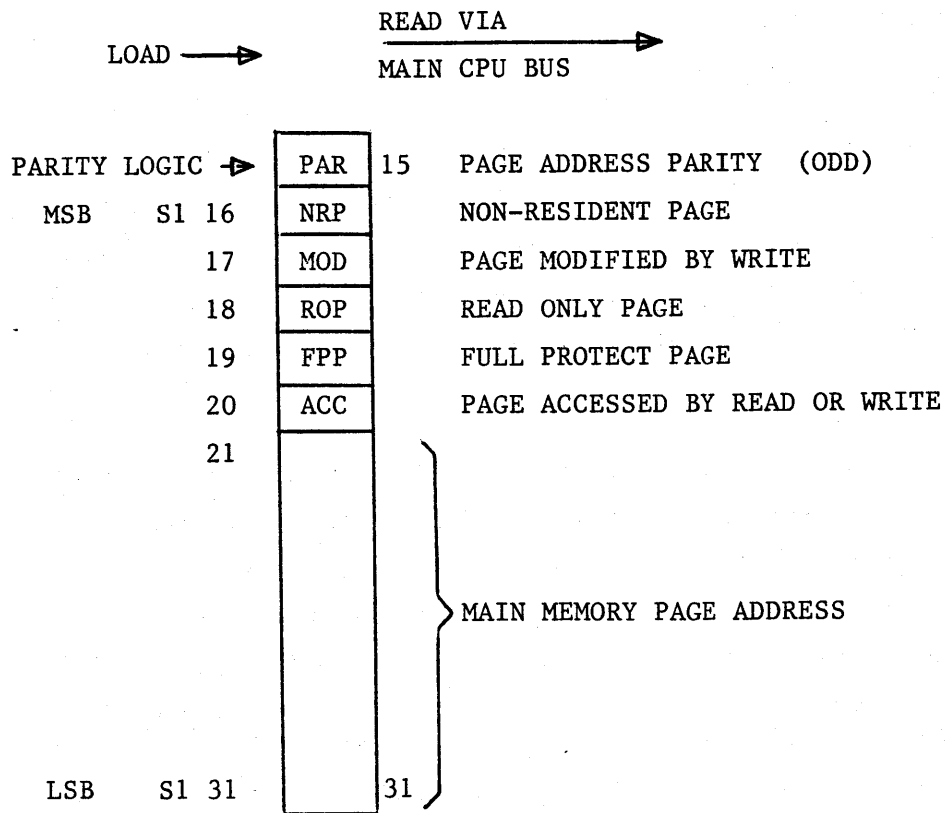 READ VIA
LOAD
MAIN CPU BUS
PARITY LOGIC PAR 15 PAGE ADDRESS PARITY (ODD)
MSB S1 16 NRP NON-RESIDENT PAGE
17 MOD PAGE MODIFIED BY WRITE
18 ROP READ ONLY PAGE
19 FPP FULL PROTECT PAGE
20 ACC PAGE ACCESSED BY READ OR WRITE
21
MAIN MEMORY PAGE ADDRESS
LSB S1 31 31